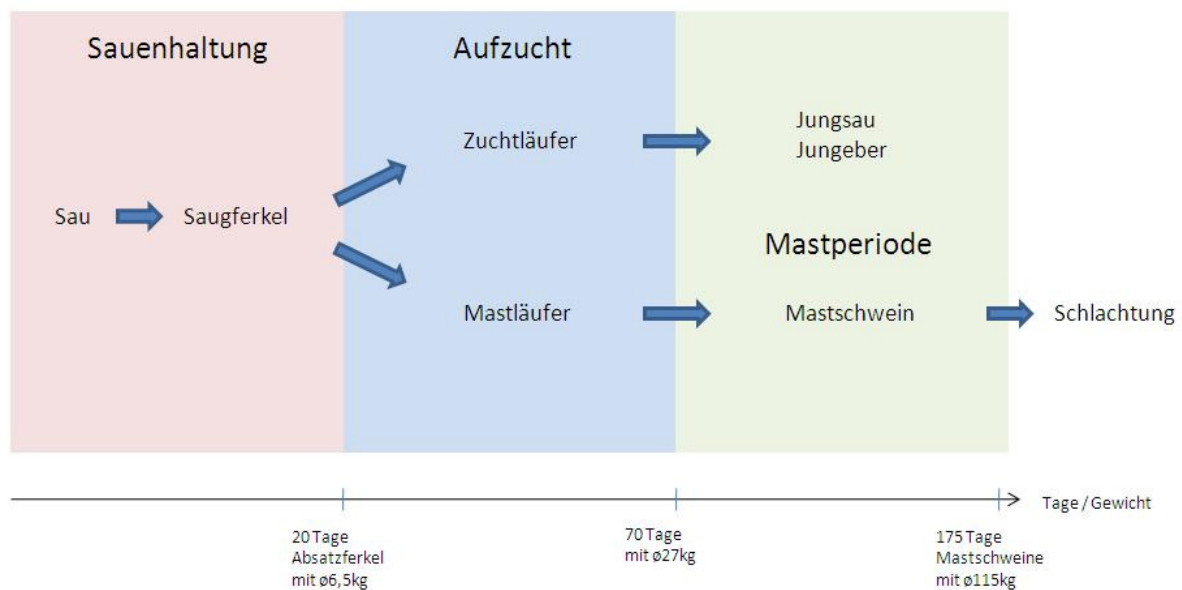 Sauenhaltung
Aufzucht
Zuchtläufer
Jungsau
Jungeber
Sau
Saugferkel
Mastperiode
Mastläufer
Mastschwein
Schlachtung
Tage / Gewicht
20 Tage
Absatzferkel
mit ø6,5kg
70 Tage
mit ø27kg
175 Tage
Mastschweine
mit ø115kg